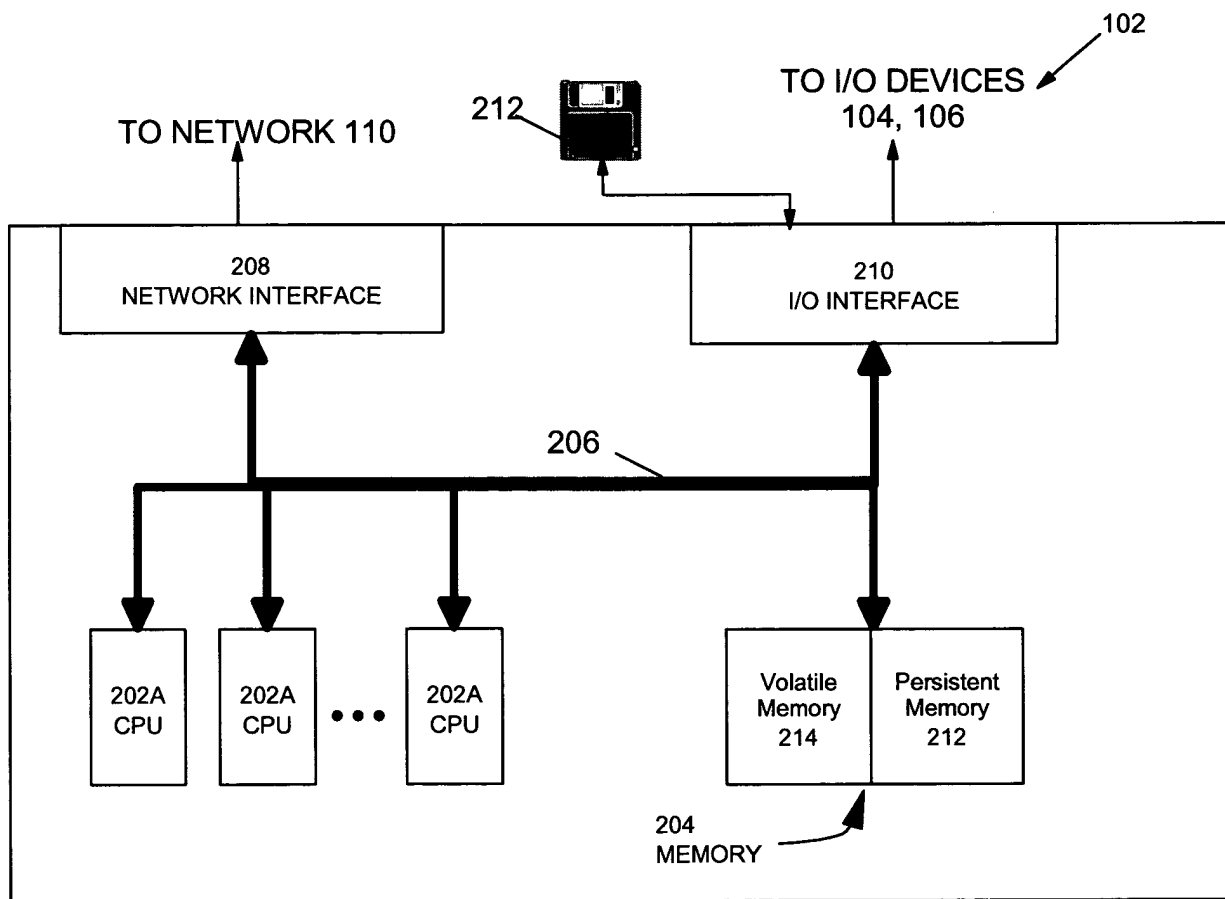 102
TO I/O DEVICES
104, 106
212
TO NETWORK 110
208
NETWORK INTERFACE
210
I/O INTERFACE
206
202A
CPU
202A
CPU
202A
CPU
Volatile
Memory
214
Persistent
Memory
212
204
MEMORY